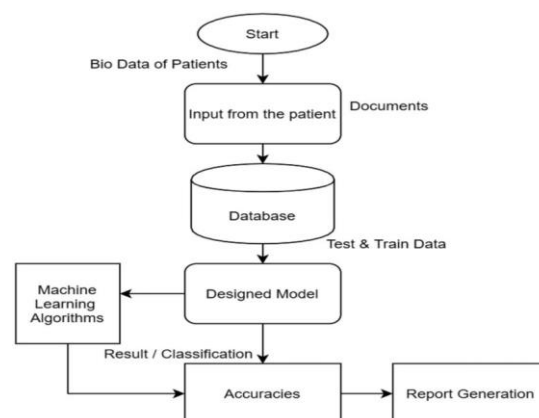 Start
Bio Data of Patients
Input from the patient
Documents
Database
Test & Train Data
Machine
Learning
Algorithms
Designed Model
Result / Classification
Accuracies
Report Generation